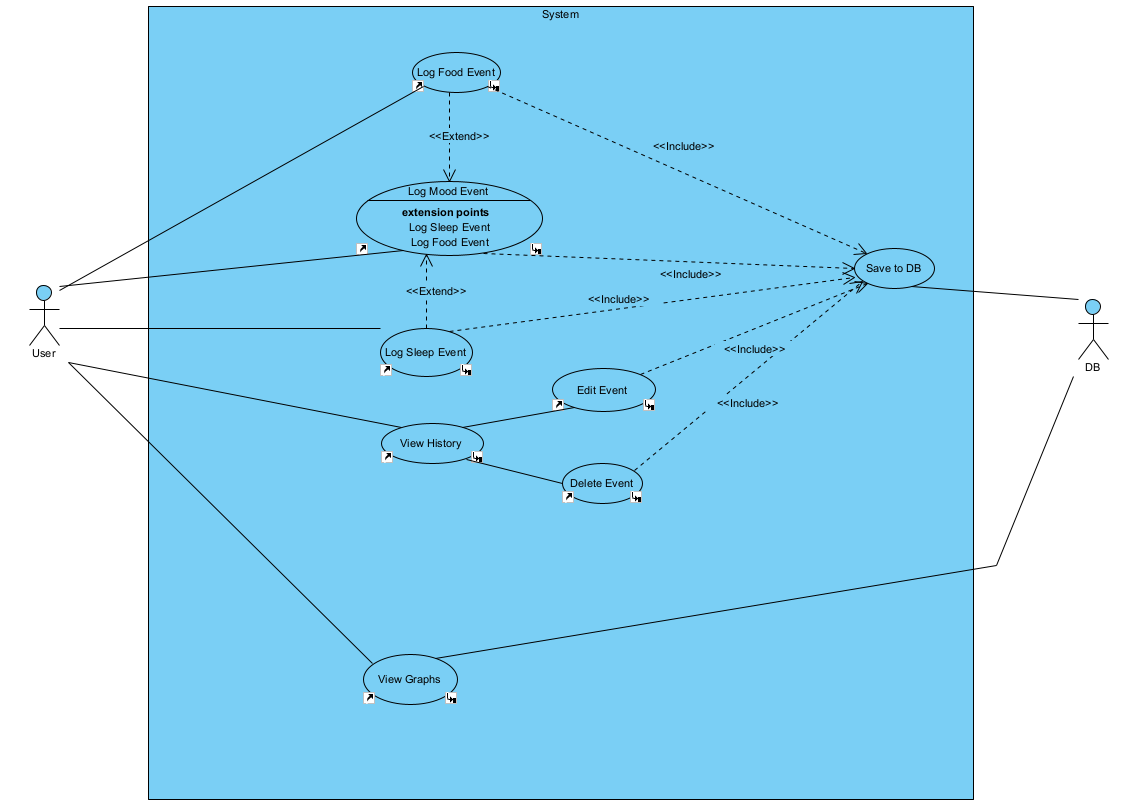 System
Log Food Event
<<Extend>>
<<Include>>
Log Mood Event
extension points
Log Sleep Event
Log Food Event
<<Include>>
Save to DB
<<Extend>>
<<Include>>
User
Log Sleep Event
<<Include>>
DB
Edit Event
<<Include>>
View History
Delete Event
View Graphs